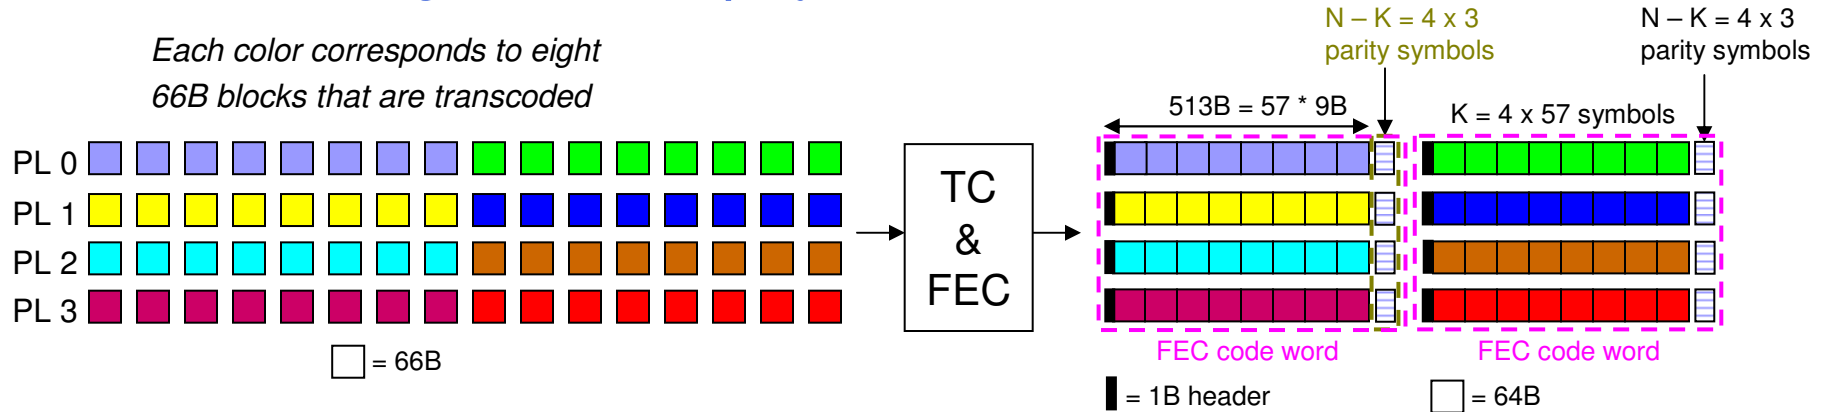 Each color corresponds to eight
66B blocks that are transcoded
PL 0
PL 1
PL 2
PL 3
= 66B
TC
&
FEC
N – K = 4 x 3
parity symbols
N – K = 4 x 3
parity symbols
513B = 57 * 9B
K = 4 x 57 symbols
FEC code word
FEC code word
= 1B header
= 64B